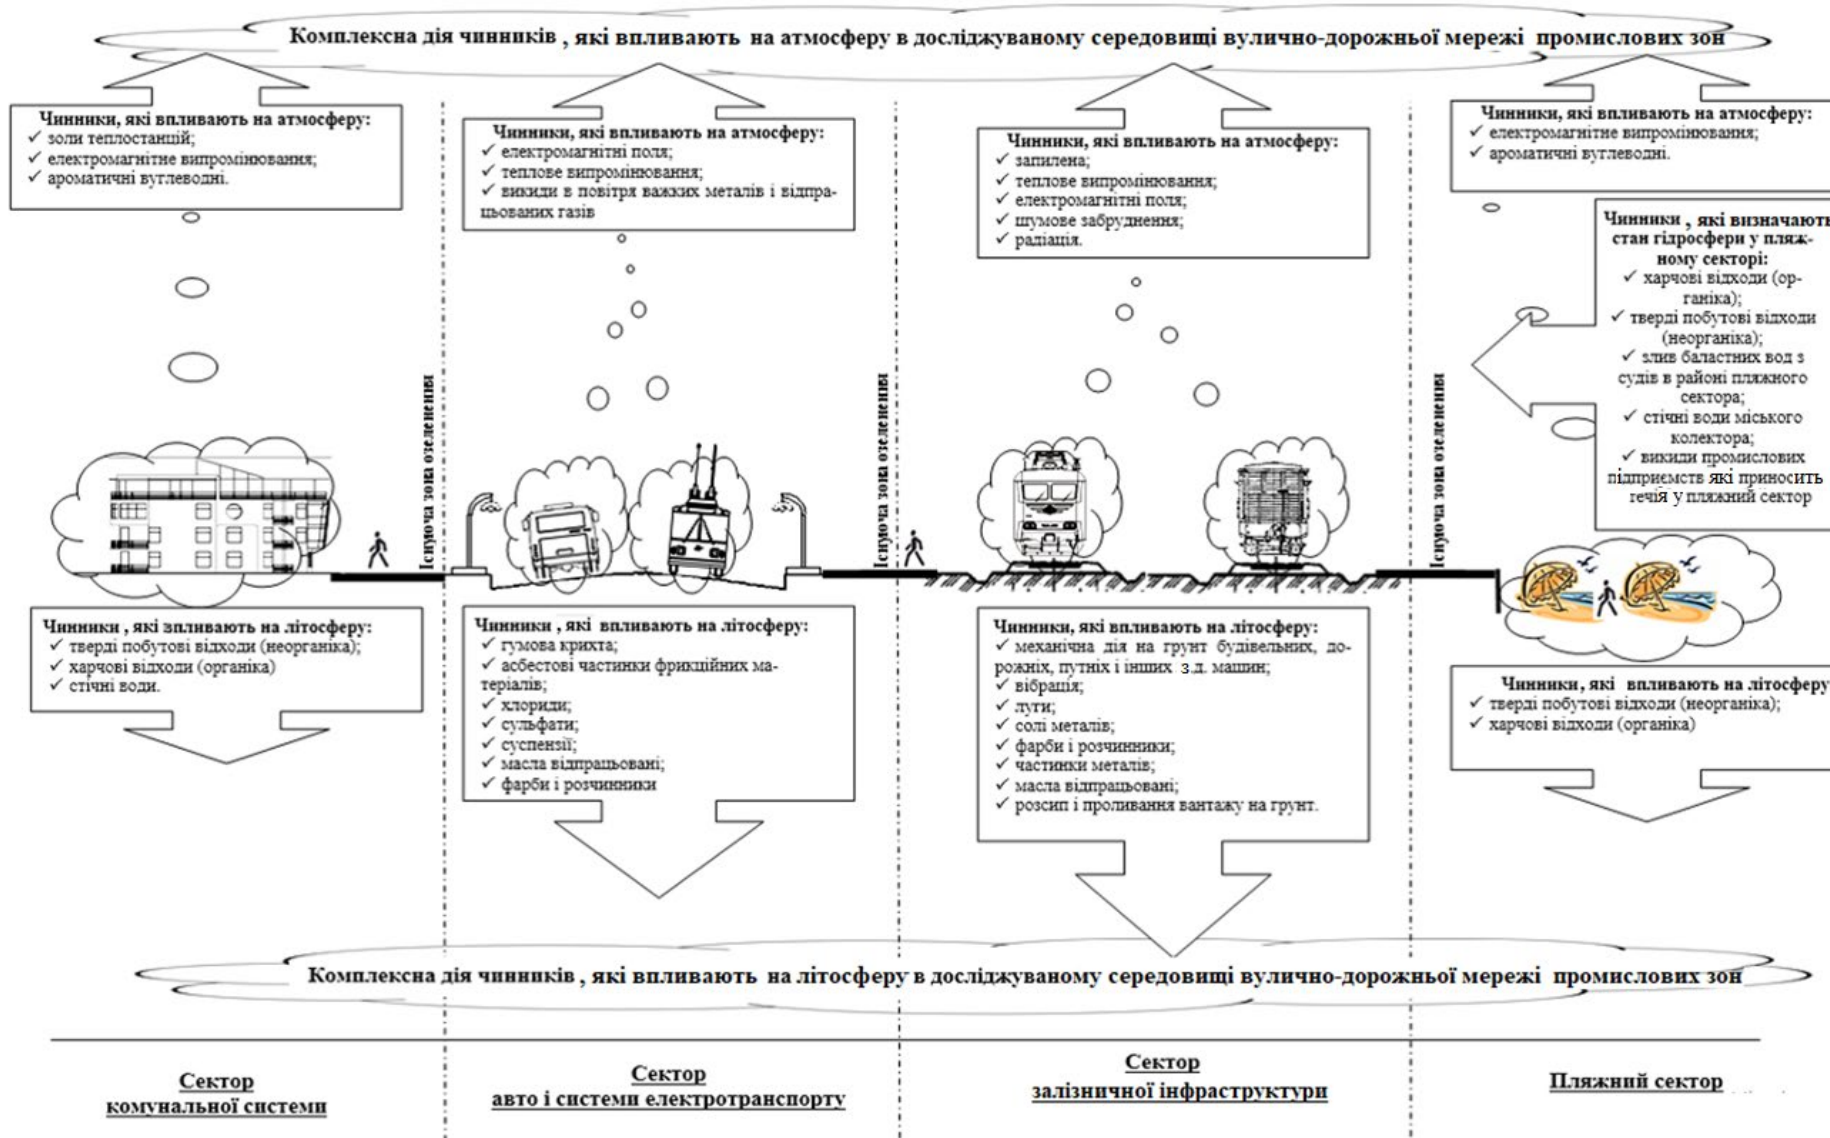 Комплексна дія чинників , які впливають на атмосферу в досліджуваному середовищі вулично-дорожньої мережі промислових зон
Чинники, які впливають на атмосферу:
✓ золи теплостанцій;
✓ електромагнітне випромінювання;
✓ ароматичні вуглеводні.
Чинники, які впливають на атмосферу:
✓ електромагнітні поля;
✓ теплове випромінювання;
✓ викиди в повітря важких металів і відпра-
цьованих газів
Чинники, які впливають на атмосферу:
✓ запилена;
✓ теплове випромінювання;
✓ електромагнітні поля;
✓ шумове забруднення;
✓ радіація.
Чинники, які впливають на атмосферу:
✓ електромагнітне випромінювання;
✓ ароматичні вуглеводні.
Чинники , які визначають
стан гідросфери у пляж-
ному секторі:
✓ харчові відходи (ор-
ганіка);
✓ тверді побутові відходи
(неорганіка);
✓ злив баластних вод з
судів в районі пляжного
сектора;
✓ стічні води міського
колектора;
✓ викиди промислових
підприємств які приносить
течія у пляжний сектор
Існуюча зона озеленення
Існуюча зона озеленення
Існуюча зона озеленення
Чинники , які впливають на літосферу:
✓ тверді побутові відходи (неорганіка);
✓ харчові відходи (органіка)
✓ стічні води.
Чинники , які впливають на літосферу:
✓ гумова крихта;
✓ асбестові частинки фрикційних ма-
теріалів;
✓ хлориди;
✓ сульфати;
✓ суспензії;
✓ масла відпрацьовані;
✓ фарби і розчинники
Чинники, які впливають на літосферу:
✓ механічна дія на грунт будівельних, до-
рожніх, путніх і інших з.д. машин;
✓ вібрація;
✓ луги;
✓ солі металів;
✓ фарби і розчинники;
✓ частинки металів;
✓ масла відпрацьовані;
✓ розсип і проливання вантажу на грунт.
Чинники, які впливають на літосферу
✓ тверді побутові відходи (неорганіка);
✓ харчові відходи (органіка)
Комплексна дія чинників , які впливають на літосферу в досліджуваному середовищі вулично-дорожньої мережі промислових зон
Сектор
комунальної системи
Сектор
авто і системи електротранспорту
Сектор
залізничної інфраструктури
Пляжний сектор